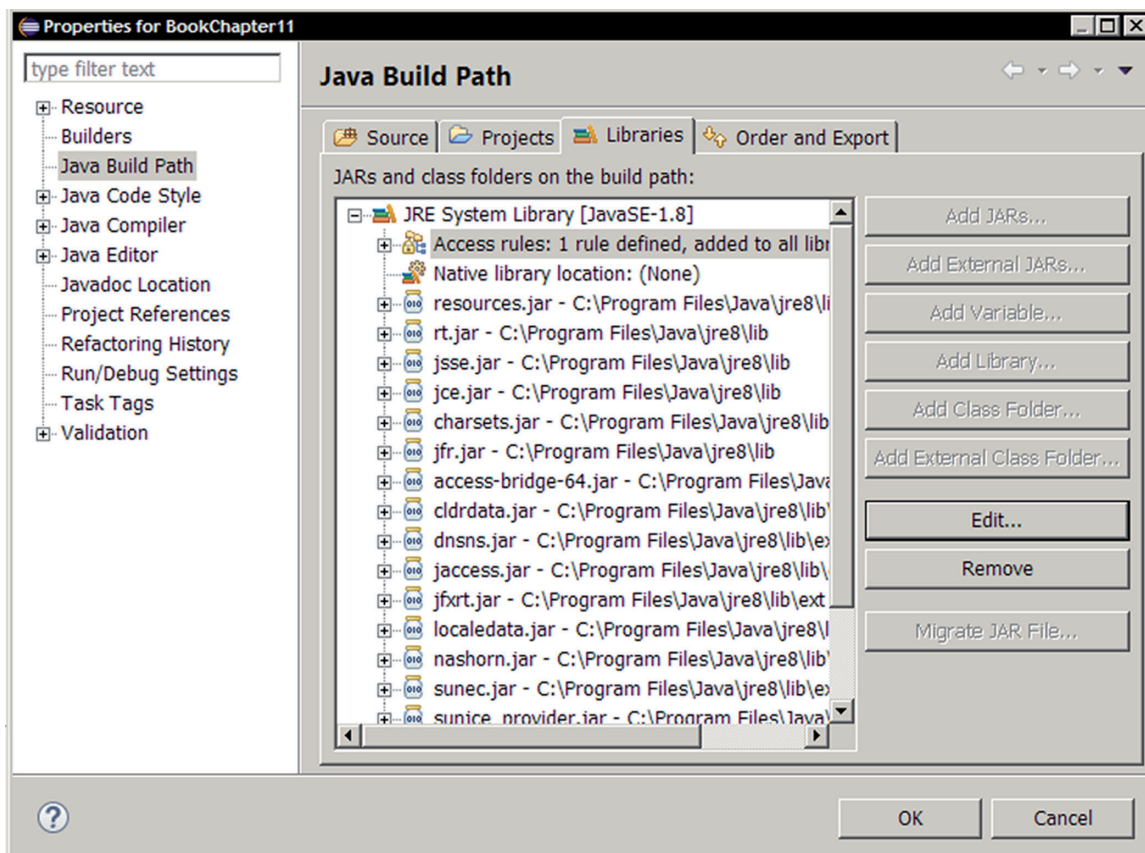 Properties for BookChapter11
type filter text
Resource
Builders
Java Build Path
Java Code Style
Java Compiler
Java Editor
Javadoc Location
Project References
Refactoring History
Run/Debug Settings
Task Tags
Validation
Java Build Path
Source Projects Libraries Order and Export
JARs and class folders on the build path:
JRE System Library [JavaSE-1.8]
Access rules: 1 rule defined, added to all libr
Native library location: (None)
resources.jar - C:\Program Files\Java\jre8\li
rt.jar - C:\Program Files\Java\jre8\lib
jsse.jar - C:\Program Files\Java\jre8\lib
jce.jar - C:\Program Files\Java\jre8\lib
charsets.jar - C:\Program Files\Java\jre8\lib
jfr.jar - C:\Program Files\Java\jre8\lib
access-bridge-64.jar - C:\Program Files\Java
cldrdata.jar - C:\Program Files\Java\jre8\lib\
dnsns.jar - C:\Program Files\Java\jre8\lib\ex
jaccess.jar - C:\Program Files\Java\jre8\lib\
jfxrt.jar - C:\Program Files\Java\jre8\lib\ext
localedata.jar - C:\Program Files\Java\jre8\l
nashorn.jar - C:\Program Files\Java\jre8\lib\
sunec.jar - C:\Program Files\Java\jre8\lib\ex
sunjce_provider.jar - C:\Program Files\Java\
Add JARs...
Add External JARs...
Add Variable...
Add Library...
Add Class Folder...
Add External Class Folder...
Edit...
Remove
Migrate JAR File...
OK
Cancel